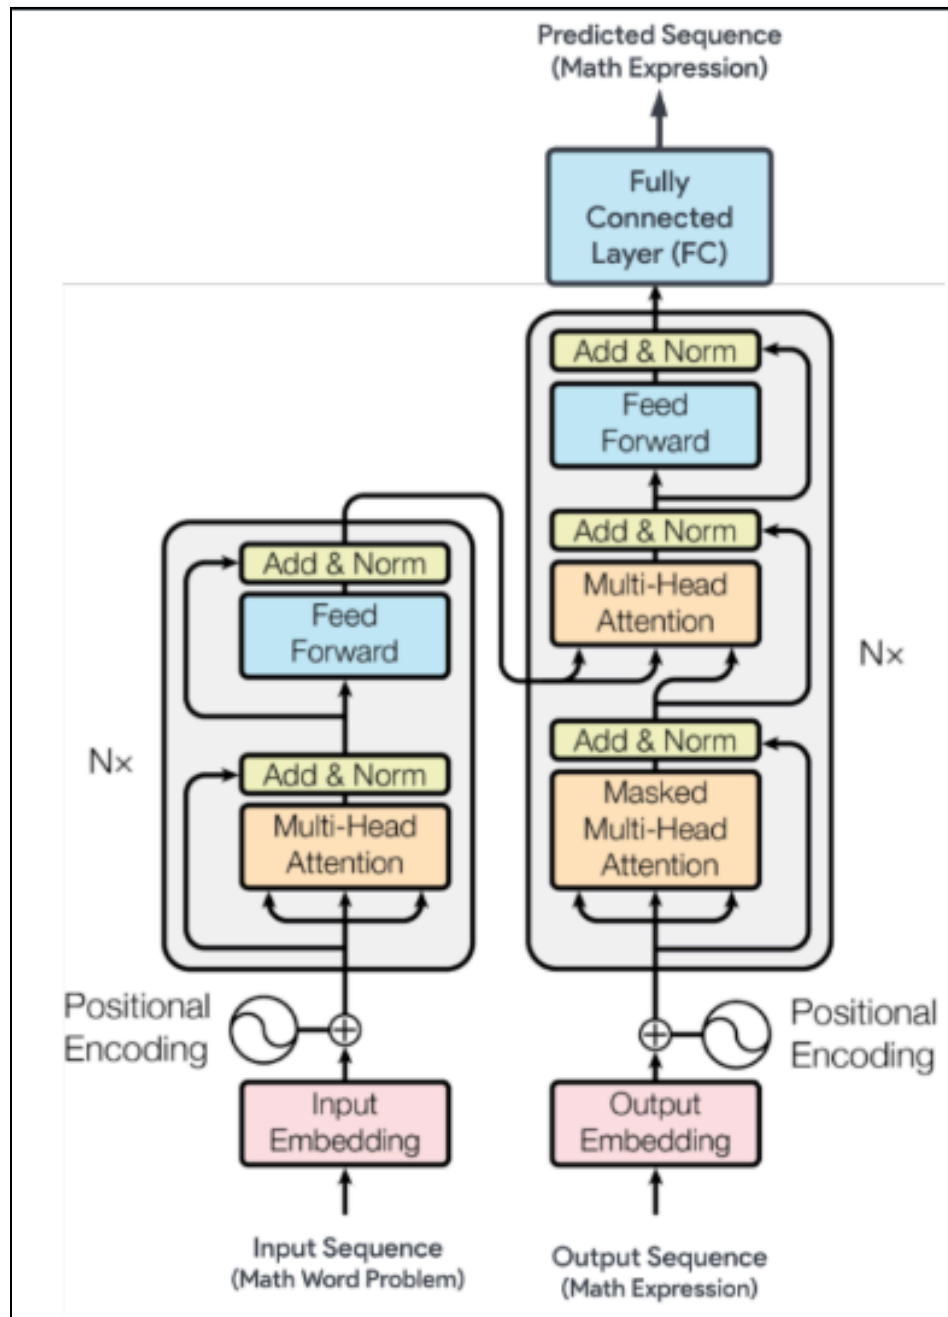 Predicted Sequence
(Math Expression)
Fully
Connected
Layer (FC)
Add & Norm
Feed
Forward
Add & Norm
Multi-Head
Attention
Nx
Add & Norm
Masked
Multi-Head
Attention
Add & Norm
Feed
Forward
Nx
Add & Norm
Multi-Head
Attention
Positional
Encoding
Positional
Encoding
Input
Embedding
Output
Embedding
Input Sequence
(Math Word Problem)
Output Sequence
(Math Expression)